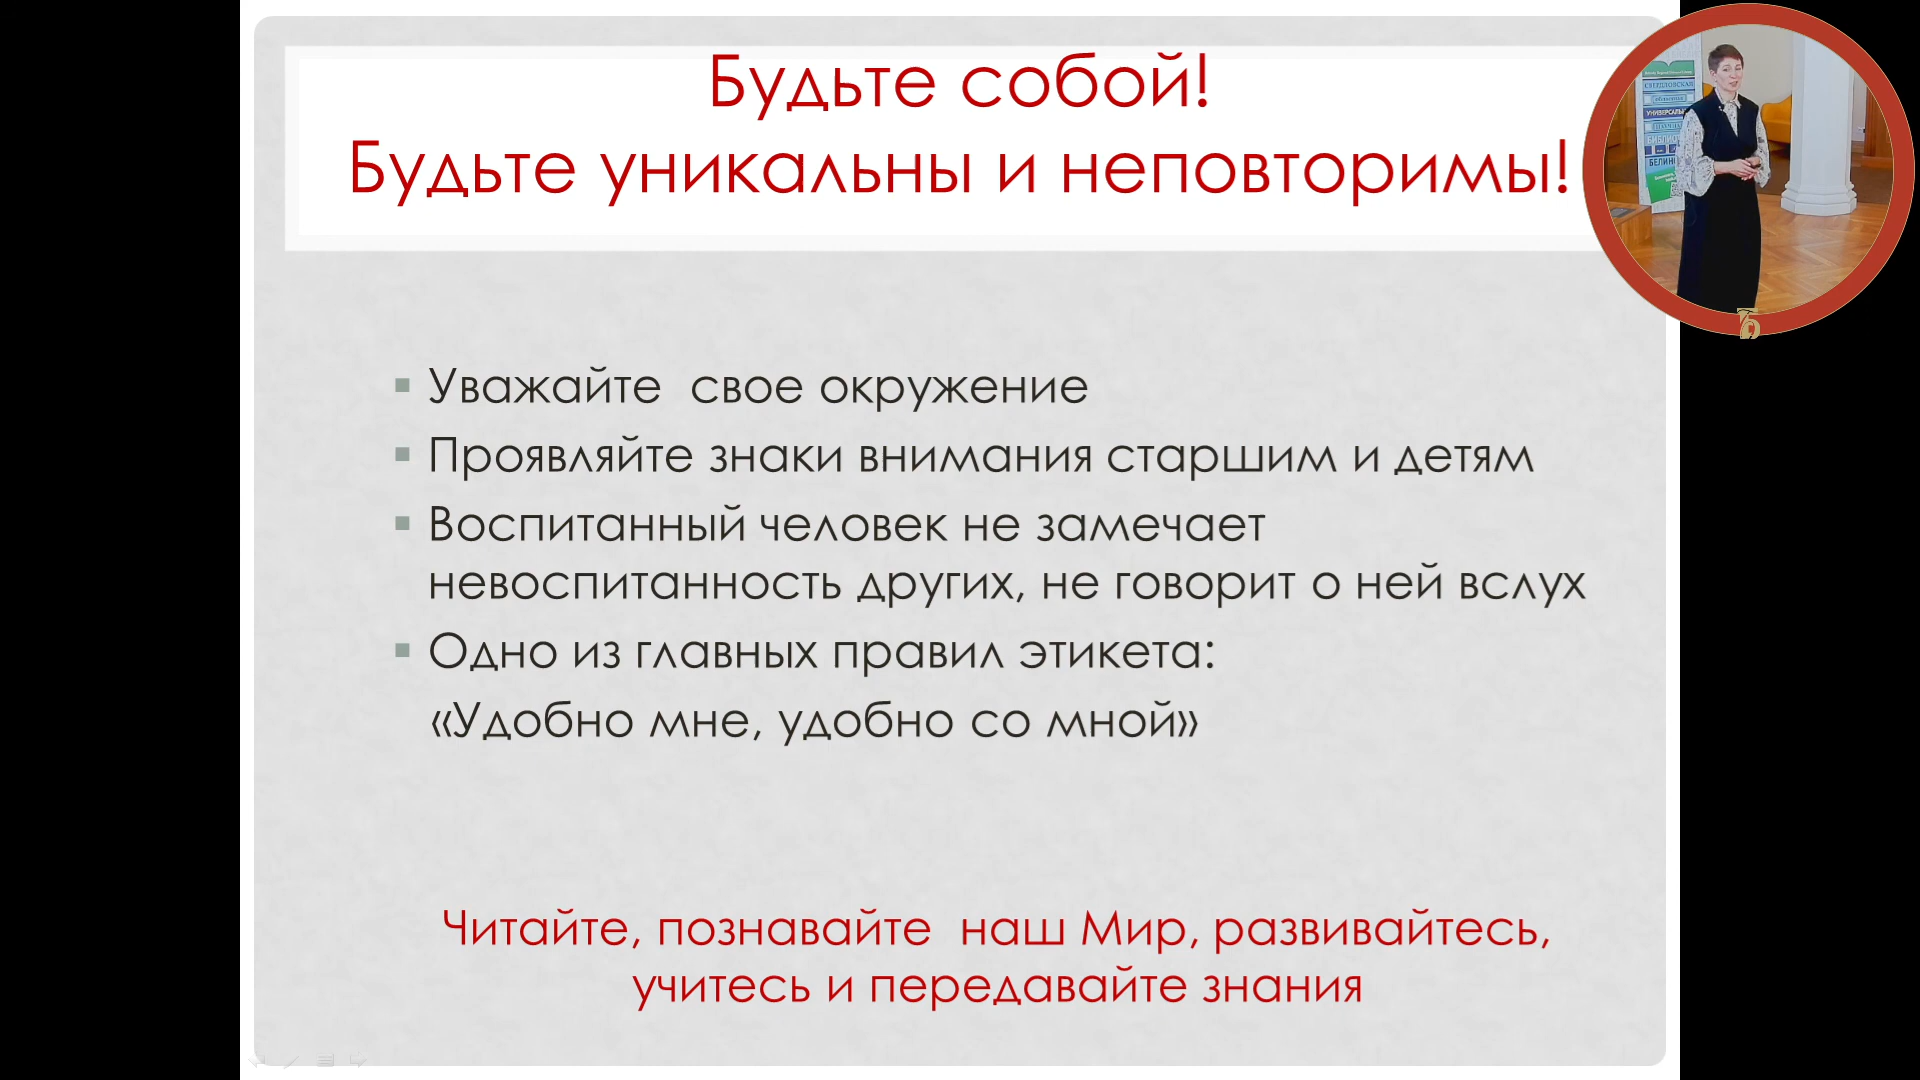 Будьте собой!
Будьте уникальны и неповторимы!
Уважайте свое окружение
Проявляйте знаки внимания старшим и детям
Воспитанный человек не замечает
невоспитанность других, не говорит о ней вслух
Одно из главных правил этикета:
«Удобно мне, удобно со мной»
Читайте, познавайте наш Мир, развивайтесь,
учитесь и передавайте знания
СВЕРДЛОВСКАЯ